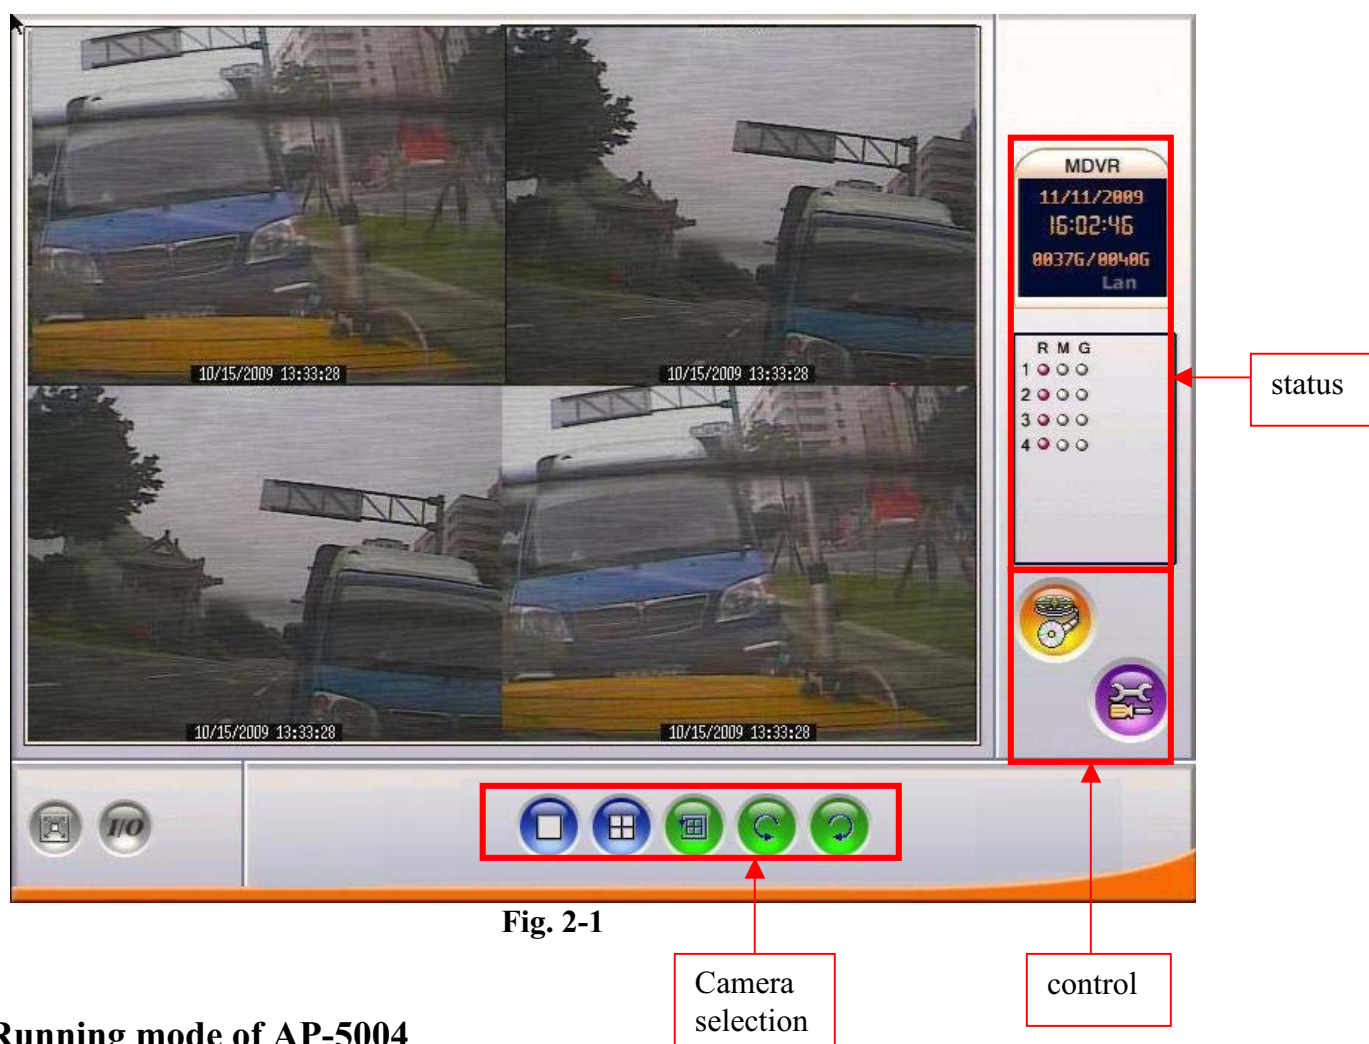 MDVR
11/11/2009
16:02:46
0037G/0040G
Lan
R M G
1
2
3
4
status
10/15/2009 13:33:28
10/15/2009 13:33:28
10/15/2009 13:33:28
10/15/2009 13:33:28
I/O
Fig. 2-1
Camera
selection
control
Running mode of AP-5004